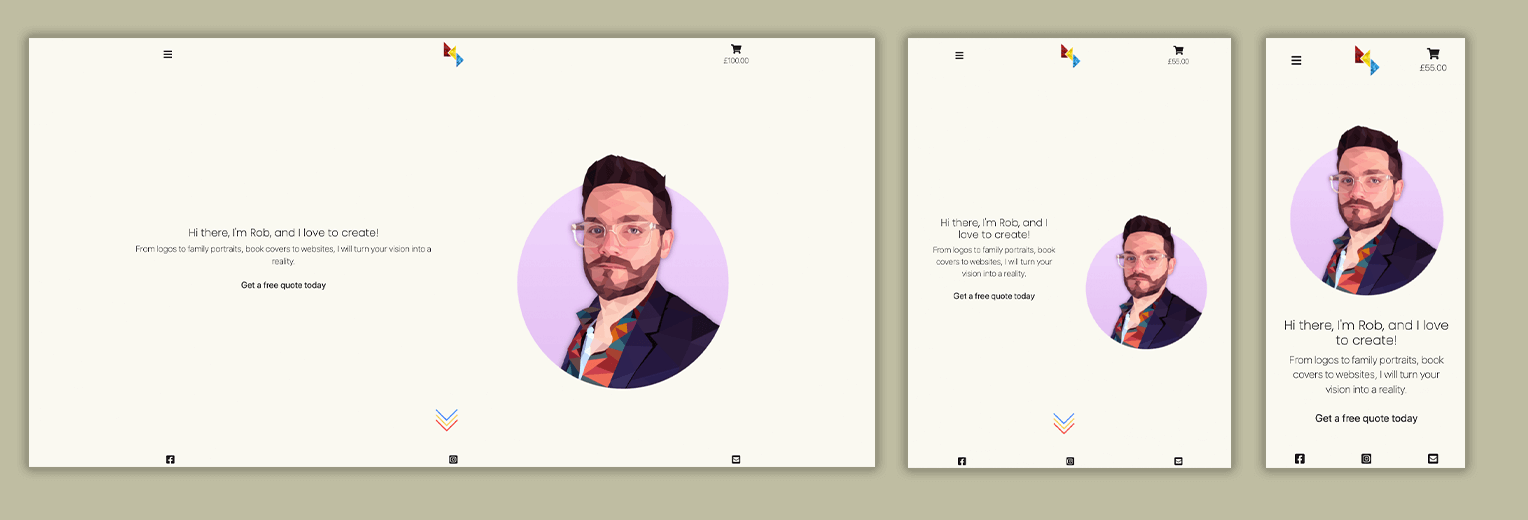 £100.00
Hi there, I'm Rob, and I love to create!
From logos to family portraits, book covers to websites, I will turn your vision into a
reality.
Get a free quote today
£55.00
Hi there, I'm Rob, and I
love to create!
From logos to family portraits, book
covers to websites, I will turn your
vision into a reality.
Get a free quote today
£55.00
Hi there, I'm Rob, and I love
to create!
From logos to family portraits, book
covers to websites, I will turn your
vision into a reality.
Get a free quote today